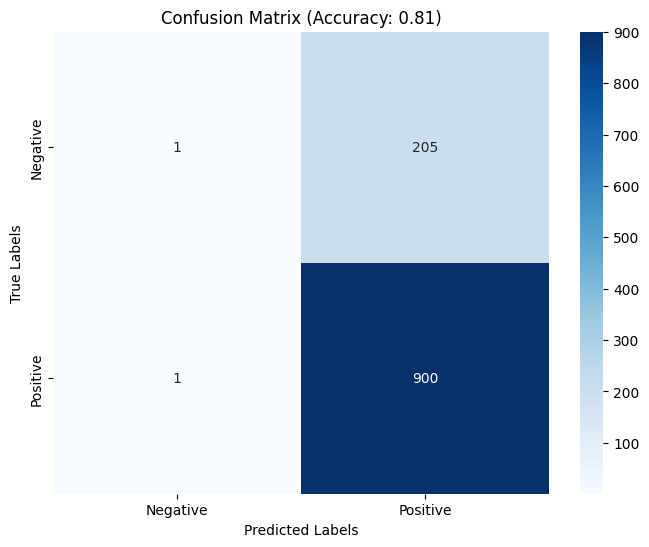 Confusion Matrix (Accuracy: 0.81)
True Labels
Negative
Positive
1
205
1
900
Negative
Positive
Predicted Labels
900
800
700
600
500
400
300
200
100